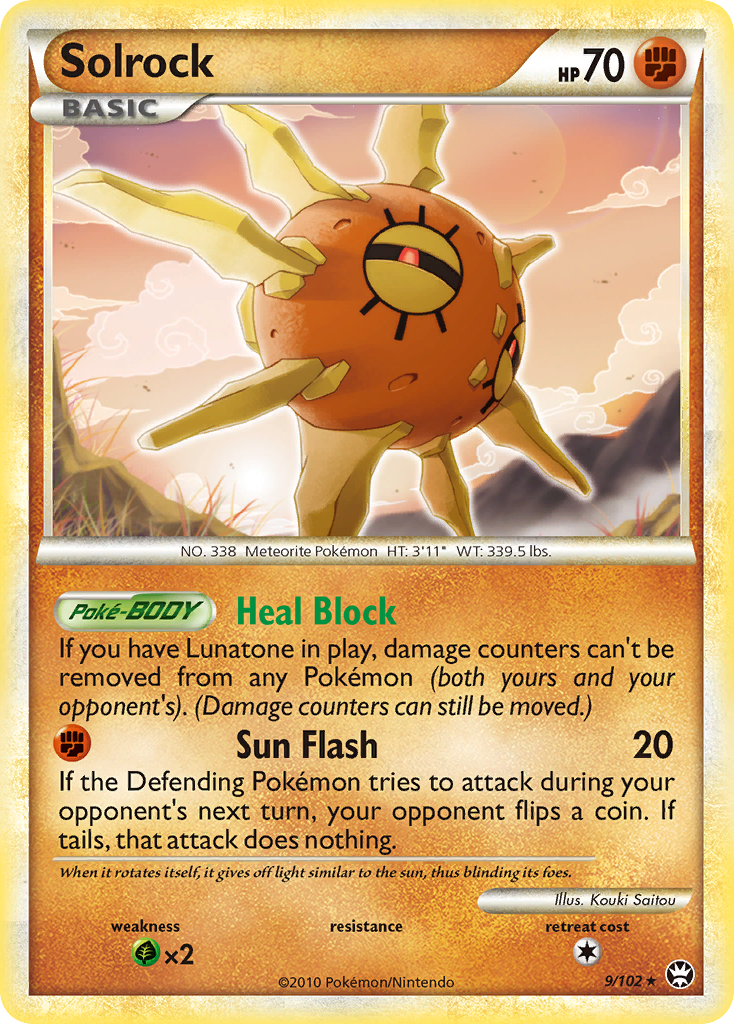 Solrock
HP 70
BASIC
NO. 338 Meteorite Pokémon HT: 3'11" WT: 339.5 lbs.
Poké-BODY Heal Block
If you have Lunatone in play, damage counters can't be
removed from any Pokémon (both yours and your
opponent's). (Damage counters can still be moved.)
Sun Flash 20
If the Defending Pokémon tries to attack during your
opponent's next turn, your opponent flips a coin. If
tails, that attack does nothing.
When it rotates itself, it gives off light similar to the sun, thus blinding its foes.
Illus. Kouki Saitou
weakness resistance retreat cost
×2
©2010 Pokémon/Nintendo
9/102 ★